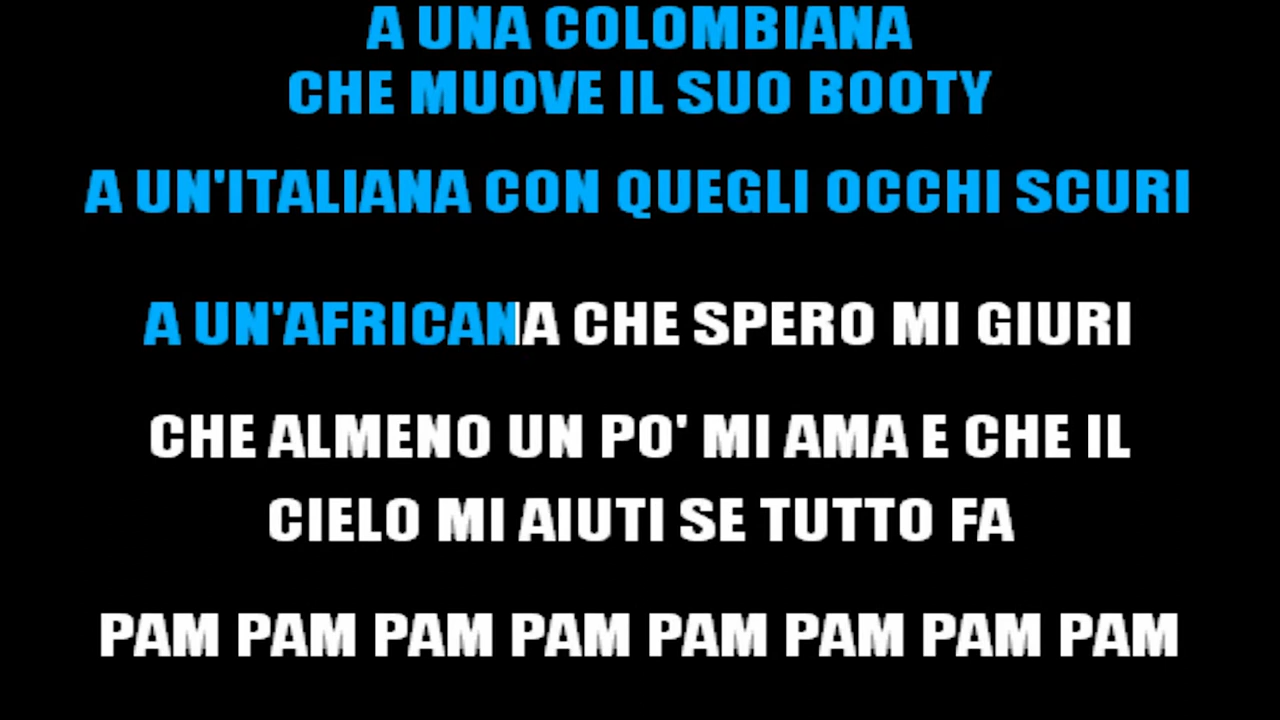 A UNA COLOMBIANA
CHE MUOVE IL SUO BOOTY
A UN'ITALIANA CON QUEGLI OCCHI SCURI
A UN'AFRICANA CHE SPERO MI GIURI
CHE ALMENO UN PO' MI AMA E CHE IL
CIELO MI AIUTI SE TUTTO FA
PAM PAM PAM PAM PAM PAM PAM PAM